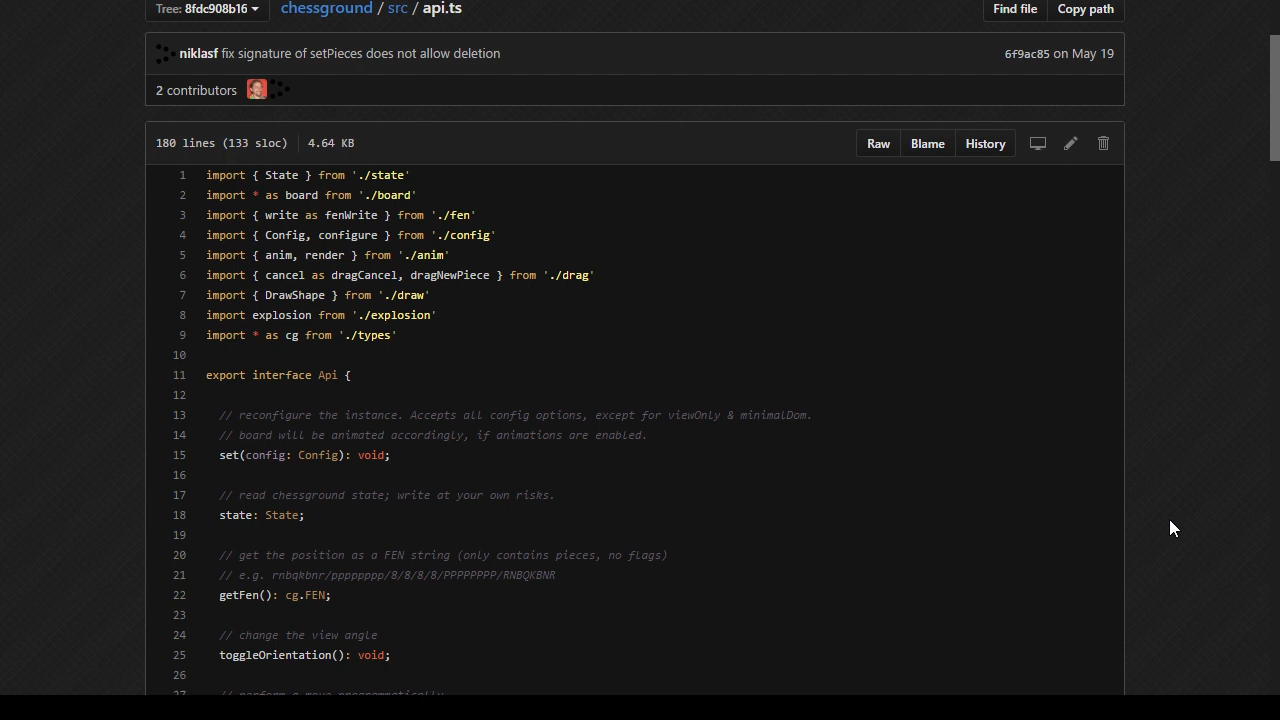 Tree: 8fdc908b16
chessground / src / api.ts
Find file
Copy path
niklasf fix signature of setPieces does not allow deletion
6f9ac85 on May 19
2 contributors
180 lines (133 sloc)
4.64 KB
Raw
Blame
History
1 import { State } from './state'
2 import * as board from './board'
3 import { write as fenWrite } from './fen'
4 import { Config, configure } from './config'
5 import { anim, render } from './anim'
6 import { cancel as dragCancel, dragNewPiece } from './drag'
7 import { DrawShape } from './draw'
8 import explosion from './explosion'
9 import * as cg from './types'
10
11 export interface Api {
12
13 // reconfigure the instance. Accepts all config options, except for viewOnly & minimalDom.
14 // board will be animated accordingly, if animations are enabled.
15 set(config: Config): void;
16
17 // read chessground state; write at your own risks.
18 state: State;
19
20 // get the position as a FEN string (only contains pieces, no flags)
21 // e.g. rnbqkbnr/pppppppp/8/8/8/8/PPPPPPPP/RNBQKBNR
22 getFen(): cg.FEN;
23
24 // change the view angle
25 toggleOrientation(): void;
26
27 // perform a move programmatically